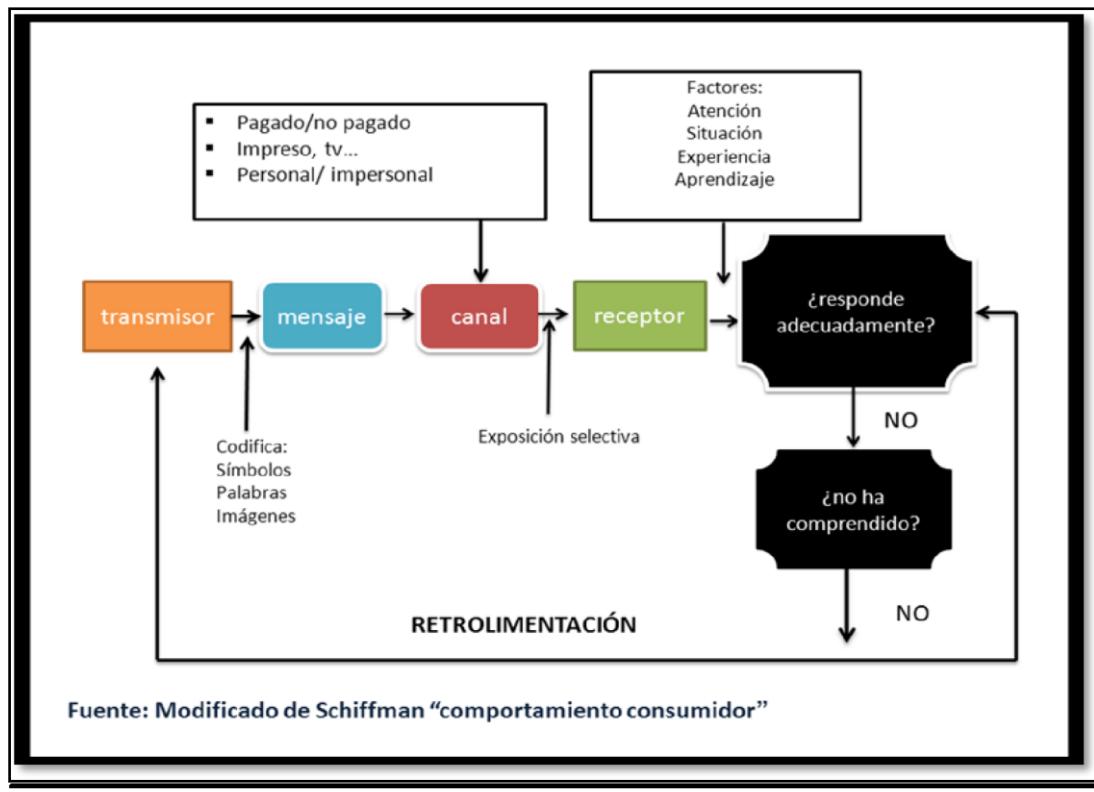 Pagado/no pagado
Impreso, tv...
Personal/ impersonal
Factores:
Atención
Situación
Experiencia
Aprendizaje
transmisor
mensaje
canal
receptor
¿responde
adecuadamente?
Codifica:
Símbolos
Palabras
Imágenes
Exposición selectiva
NO
¿no ha
comprendido?
NO
RETROLIMENTACIÓN
Fuente: Modificado de Schiffman “comportamiento consumidor”